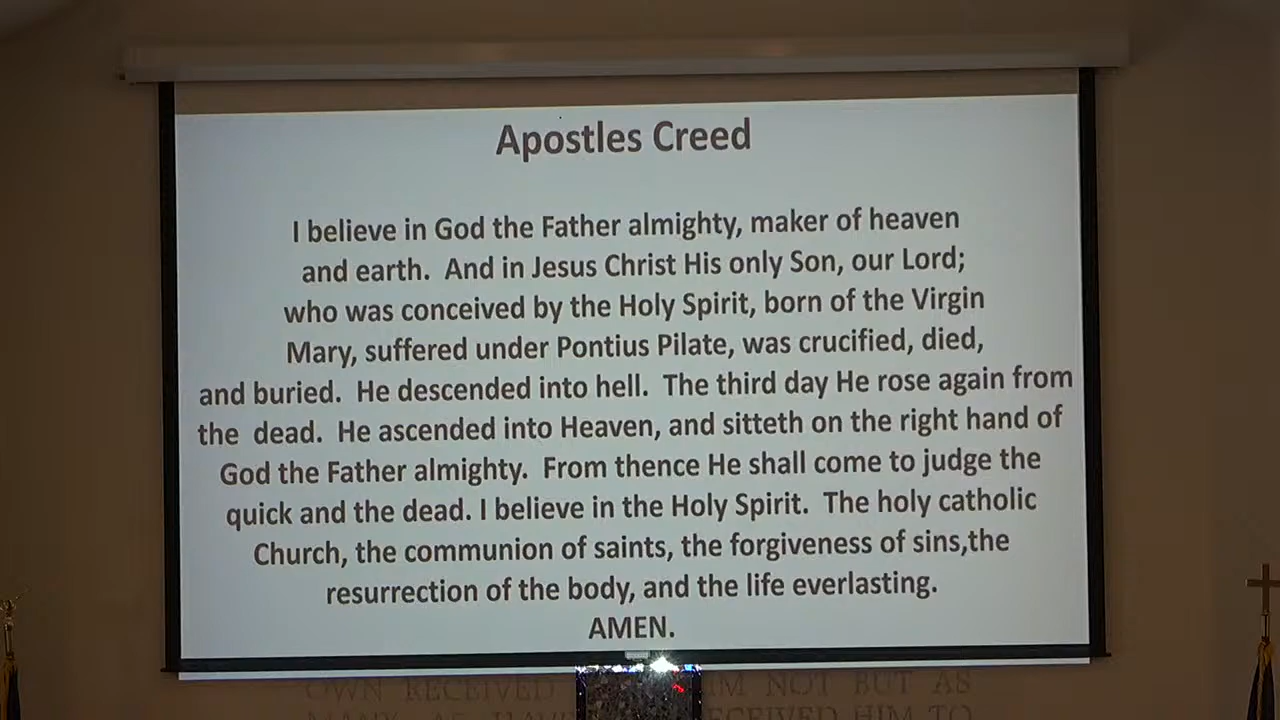 Apostles Creed
I believe in God the Father almighty, maker of heaven
and earth.  And in Jesus Christ His only Son, our Lord;
who was conceived by the Holy Spirit, born of the Virgin
Mary, suffered under Pontius Pilate, was crucified, died,
and buried.  He descended into hell.  The third day He rose again from
the  dead.  He ascended into Heaven, and sitteth on the right hand of
God the Father almighty.  From thence He shall come to judge the
quick and the dead. I believe in the Holy Spirit.  The holy catholic
Church, the communion of saints, the forgiveness of sins,the
resurrection of the body, and the life everlasting.
AMEN.
OWN RECEIVED HIM NOT BUT AS
MANY AS HAVE RECEIVED HIM TO